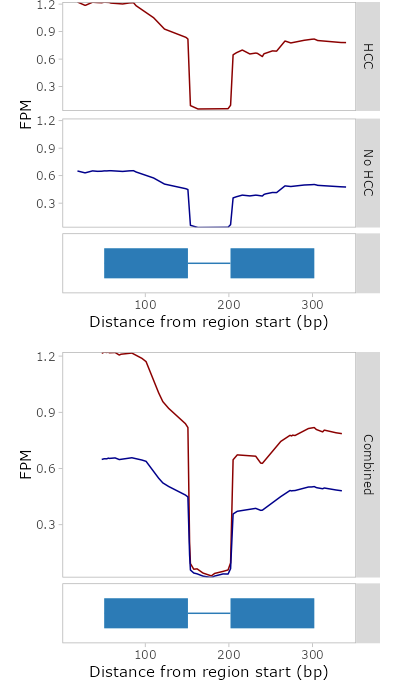 1.2
0.9
0.6
0.3
HCC
FPM
1.2
0.9
0.6
0.3
No HCC
100 200 300
Distance from region start (bp)
1.2
0.9
0.6
0.3
FPM
Combined
100 200 300
Distance from region start (bp)